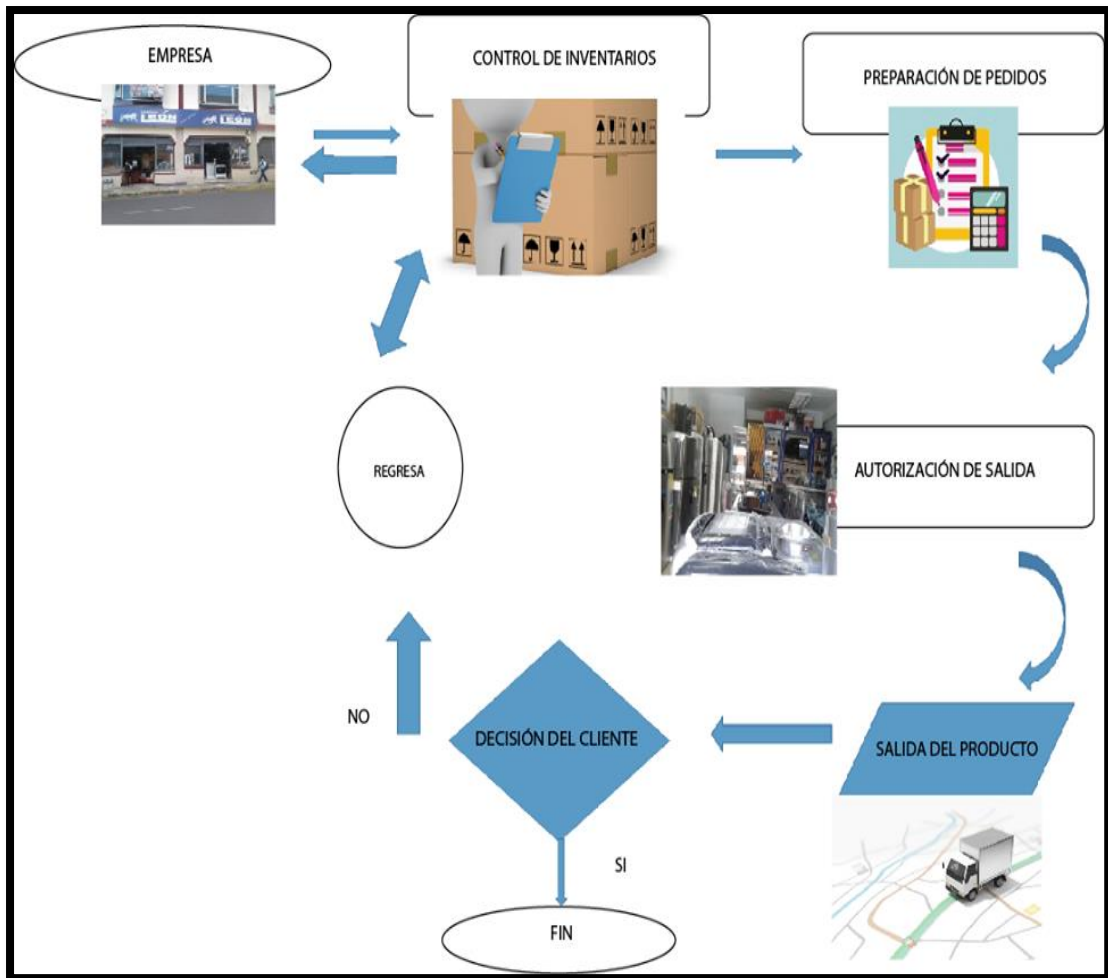 EMPRESA
CONTROL DE INVENTARIOS
PREPARACIÓN DE PEDIDOS
LEÓN
REGRESA
AUTORIZACIÓN DE SALIDA
NO
DECISIÓN DEL CLIENTE
SALIDA DEL PRODUCTO
SI
FIN